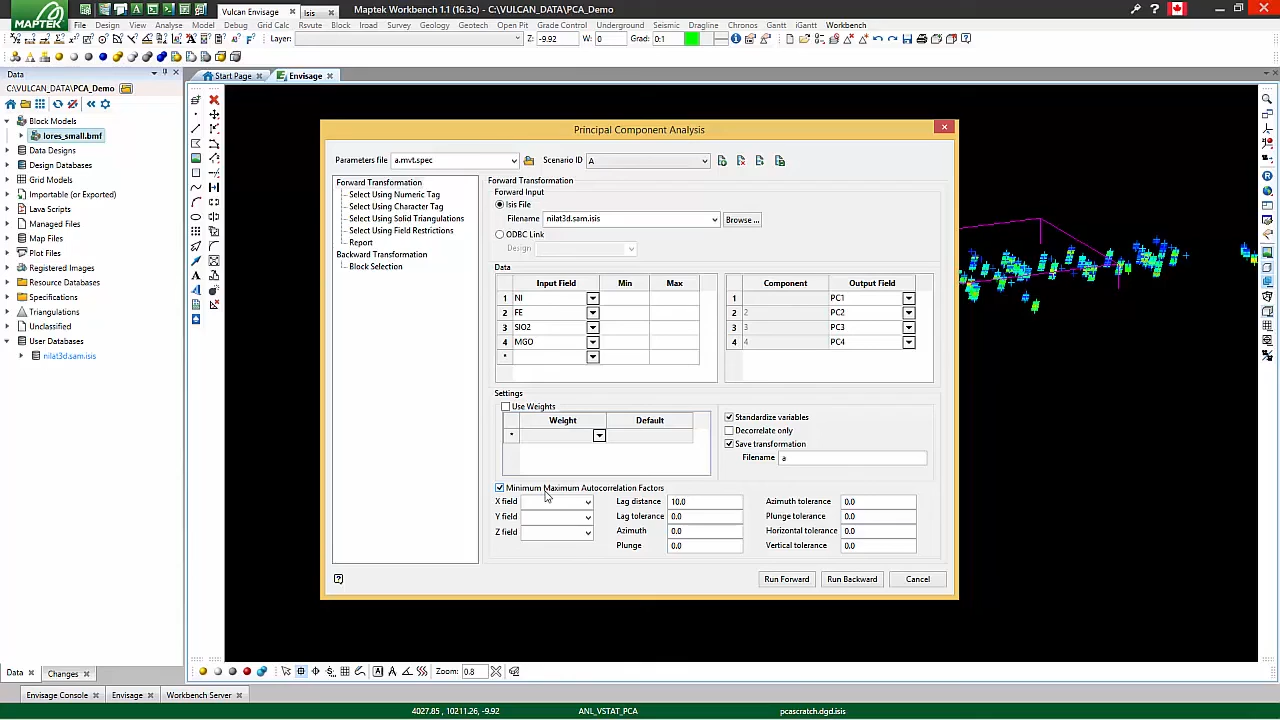 MAPTEK
Vulcan Envisage × Isis × Maptek Workbench 1.1 (16.3c) - C:\VULCAN_DATA\PCA_Demo
File Design View Analyse Model Debug Grid Calc Rsvute Block Iroad Survey Geology Geotech Open Pit Grade Control Underground Seismic Dragline Chronos Gantt Isometric GT Workbench
Layer: Z: -9.92 W: 0 Grad: 0:1
Data
C:\VULCAN_DATA\PCA_Demo
Start Page × Envisage ×
Block Models
lores_small.bmf
Data Designs
Design Databases
Grid Models
Importable (or Exported)
Lava Scripts
Managed Files
Map Files
Plot Files
Registered Images
Resource Databases
Specifications
Triangulations
Unclassified
User Databases
nilat3d.sam.isis
Principal Component Analysis
Parameters file a.mvt.spec Scenario ID A
Forward Transformation
Select Using Numeric Tag
Select Using Character Tag
Select Using Solid Triangulations
Select Using Field Restrictions
Report
Backward Transformation
Block Selection
Forward Transformation
Forward Input
Isis File
Filename nilat3d.sam.isis Browse ...
ODBC Link
Design
Data
Input Field Min Max
1 NI
2 FE
3 SIO2
4 MGO
*
Component Output Field
1 PC1
2 2 PC2
3 3 PC3
4 4 PC4
Settings
Use Weights
Weight Default
*
Standardize variables
Decorrelate only
Save transformation
Filename a
Minimum Maximum Autocorrelation Factors
X field Lag distance 10.0 Azimuth tolerance 0.0
Y field Lag tolerance 0.0 Plunge tolerance 0.0
Z field Azimuth 0.0 Horizontal tolerance 0.0
Plunge 0.0 Vertical tolerance 0.0
Run Forward Run Backward Cancel
Zoom: 0.8
Data × Changes ×
Envisage Console × Envisage × Workbench Server ×
4027.85 , 10211.26, -9.92 ANL_VSTAT_PCA pcascratch.dgd.isis